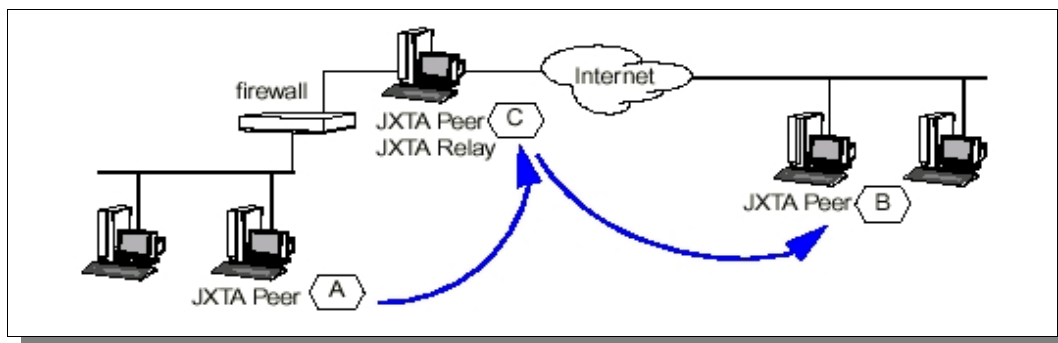 firewall
JXTA Peer C
JXTA Relay
Internet
JXTA Peer B
JXTA Peer A